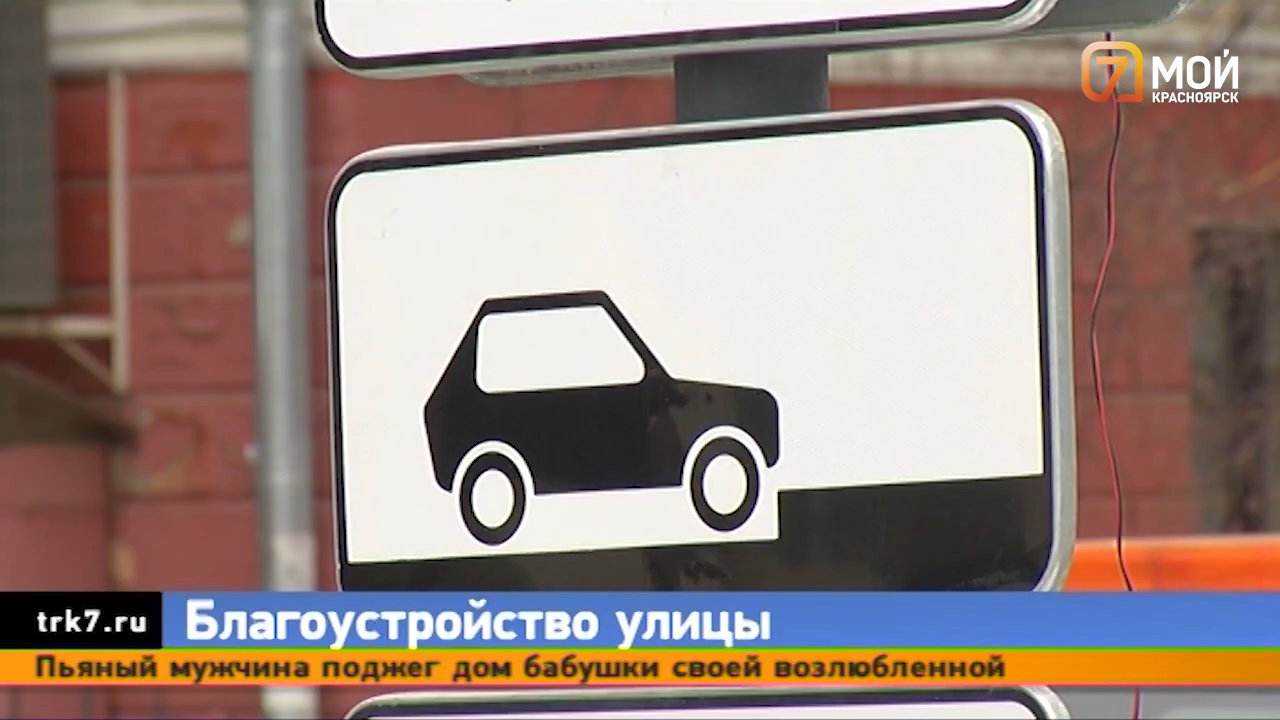 7 МОЙ
КРАСНОЯРСК
trk7.ru
Благоустройство улицы
Пьяный мужчина поджег дом бабушки своей возлюбленной